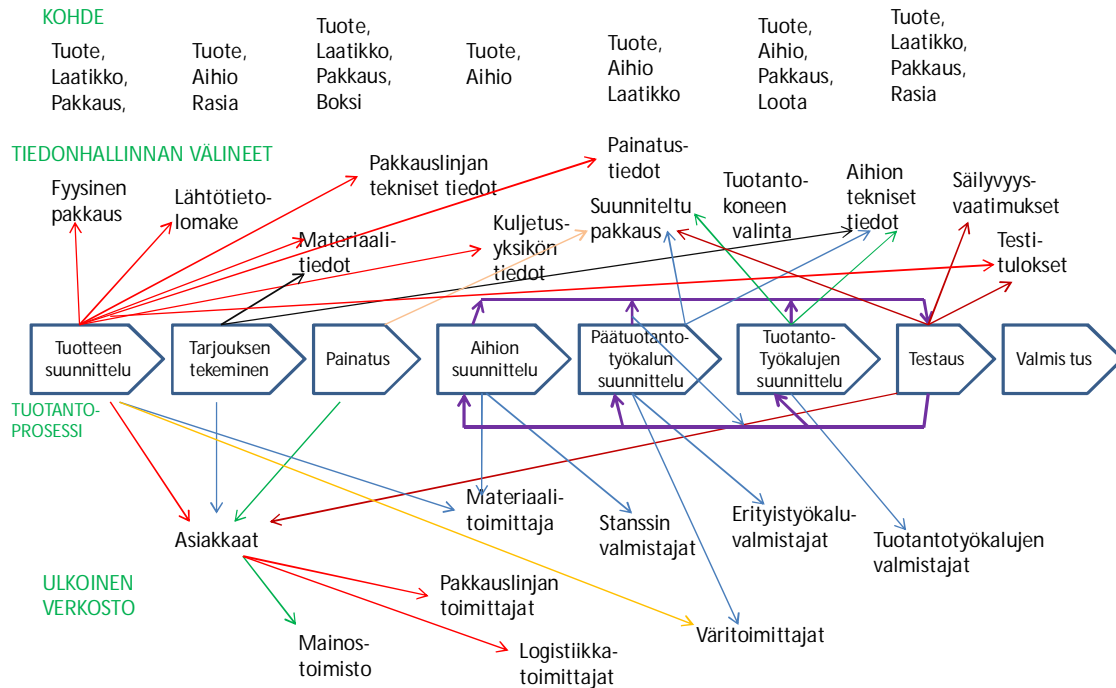 KOHDE
Tuote,
Laatikko,
Pakkaus,
Tuote,
Aihio
Rasia
Tuote,
Laatikko,
Pakkaus,
Boksi
Tuote,
Aihio
Tuote,
Aihio
Laatikko
Tuote,
Aihio,
Pakkaus,
Loota
Tuote,
Laatikko,
Pakkaus,
Rasia
TIEDONHALLINNAN VÄLINEET
Fyysinen
pakkaus
Lähtötieto-
lomake
Materiaali-
tiedot
Pakkauslinjan
tekniset tiedot
Kuljetus-
yksikön
tiedot
Painatus-
tiedot
Suunniteltu
pakkaus
Tuotanto-
koneen
valinta
Aihion
tekniset
tiedot
Säilyvyys-
vaatimukset
Testi-
tulokset
Tuotteen
suunnittelu
Tarjouksen
tekeminen
Painatus
Aihion
suunnittelu
Päätuotanto-
työkalun
suunnittelu
Tuotanto-
Työkalujen
suunnittelu
Testaus
Valmis tus
TUOTANTO-
PROSESSI
Asiakkaat
Materiaali-
toimittaja
Stanssin
valmistajat
Erityistyökalu-
valmistajat
Tuotantotyökalujen
valmistajat
ULKOINEN
VERKOSTO
Pakkauslinjan
toimittajat
Mainos-
toimisto
Logistiikka-
toimittajat
Väritoimittajat